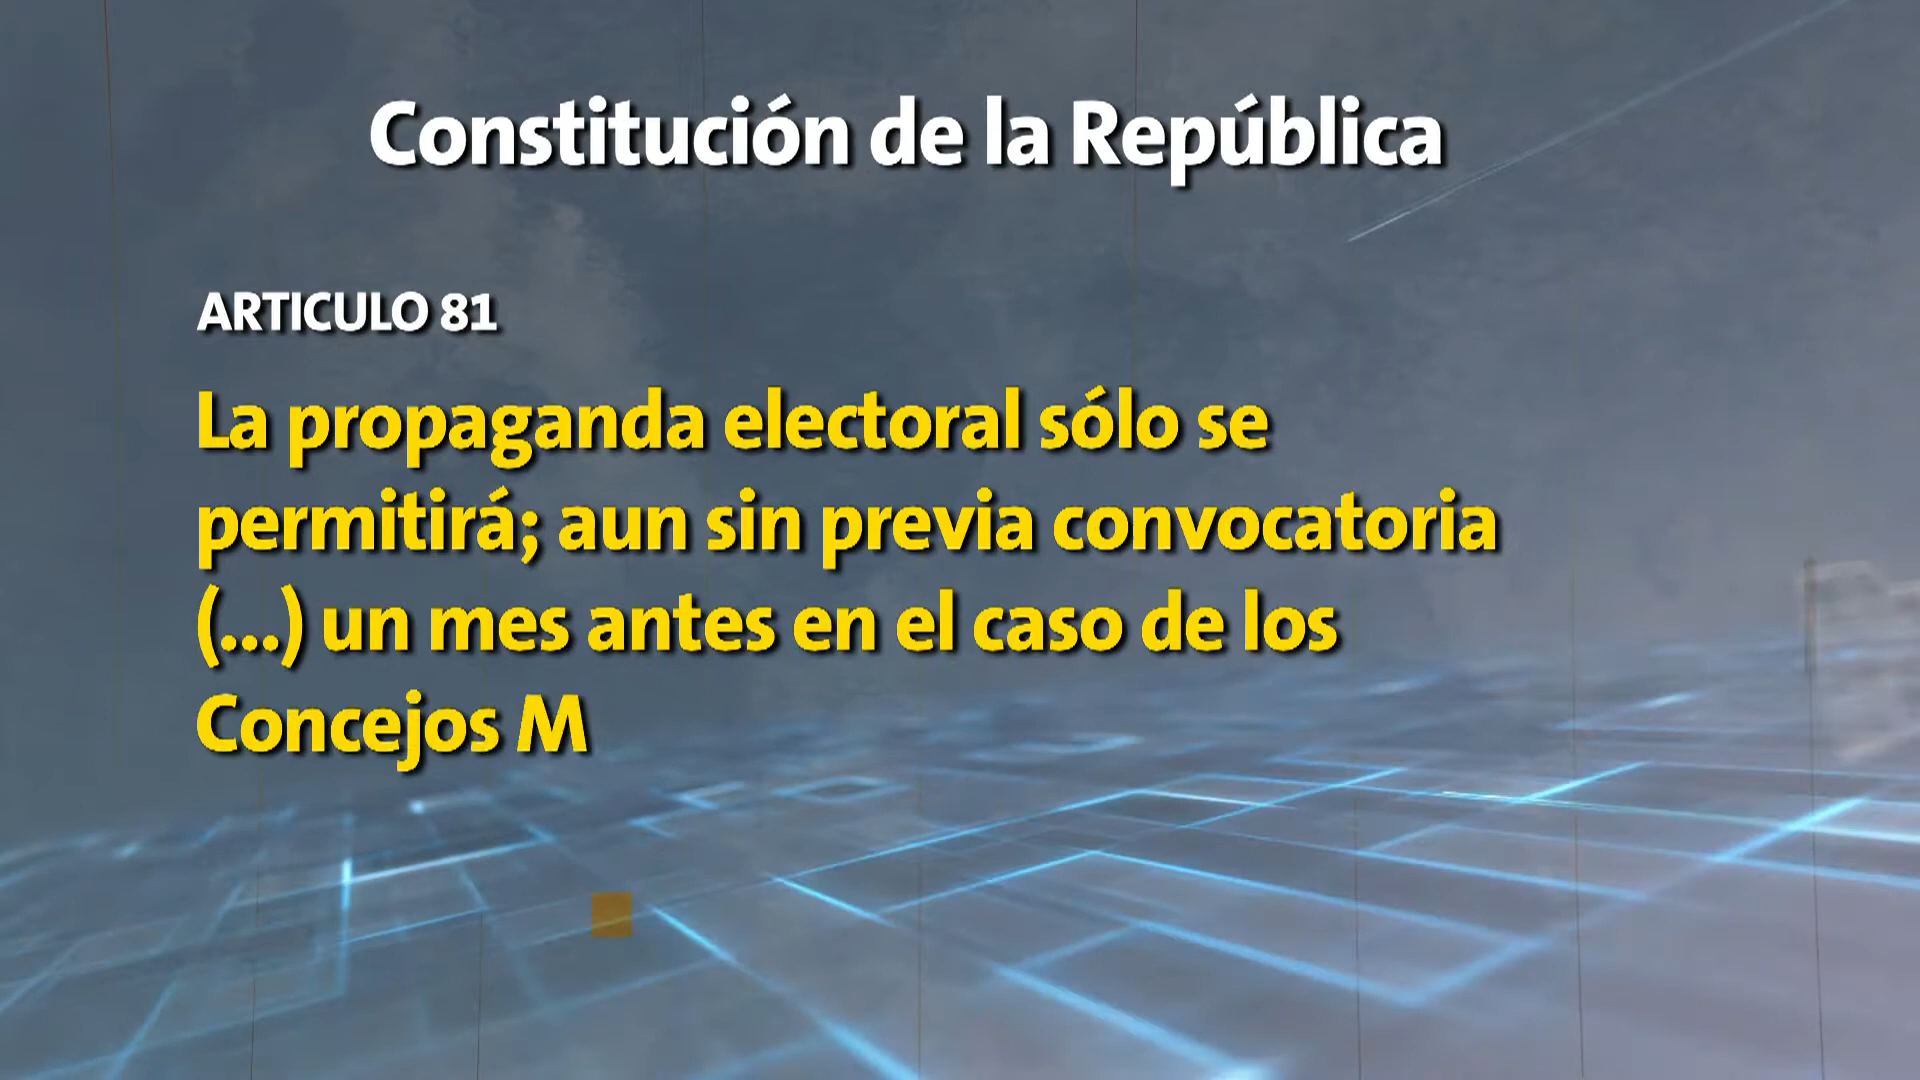 Constitución de la República
ARTICULO 81
La propaganda electoral sólo se
permitirá; aun sin previa convocatoria
(...) un mes antes en el caso de los
Concejos M